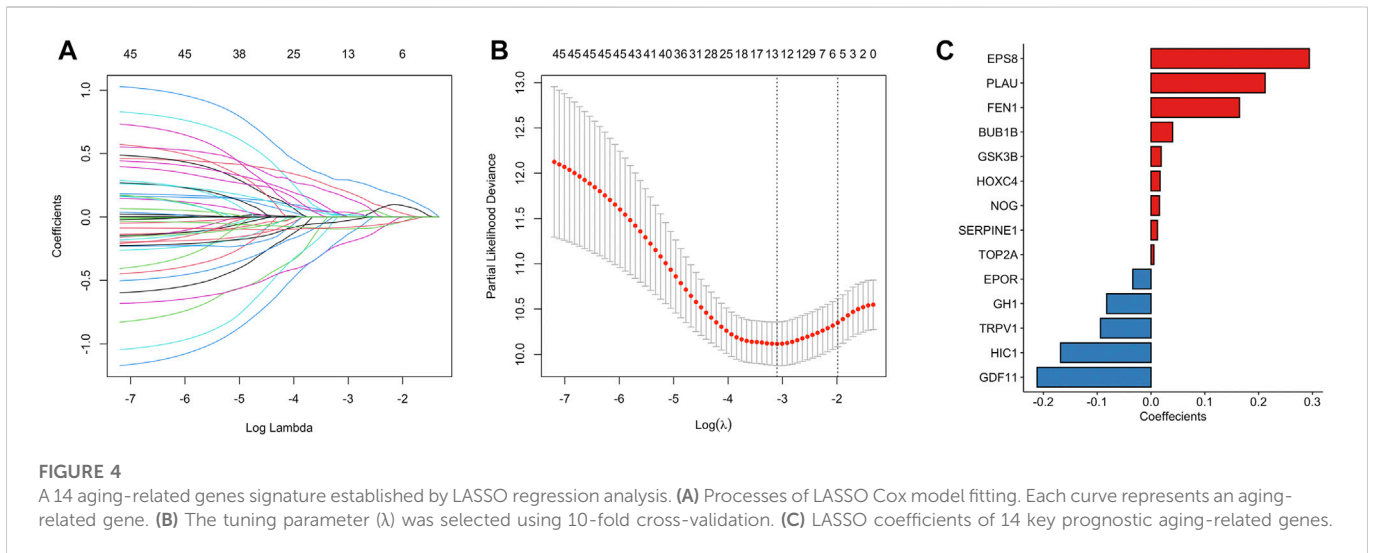 A
45 45 38 25 13 6
1.0
0.5
0.0
-0.5
-1.0
Coefficients
-7 -6 -5 -4 -3 -2
Log Lambda
B
45 45 45 45 45 43 41 40 36 31 28 25 18 17 13 12 129 7 6 5 3 2 0
13.0
12.5
12.0
11.5
11.0
10.5
10.0
Partial Likelihood Deviance
-7 -6 -5 -4 -3 -2
Log(λ)
C
EPS8
PLAU
FEN1
BUB1B
GSK3B
HOXC4
NOG
SERPINE1
TOP2A
EPOR
GH1
TRPV1
HIC1
GDF11
-0.2 -0.1 0.0 0.1 0.2 0.3
Coeffecients
FIGURE 4
A 14 aging-related genes signature established by LASSO regression analysis. (A) Processes of LASSO Cox model fitting. Each curve represents an aging-
related gene. (B) The tuning parameter (λ) was selected using 10-fold cross-validation. (C) LASSO coefficients of 14 key prognostic aging-related genes.